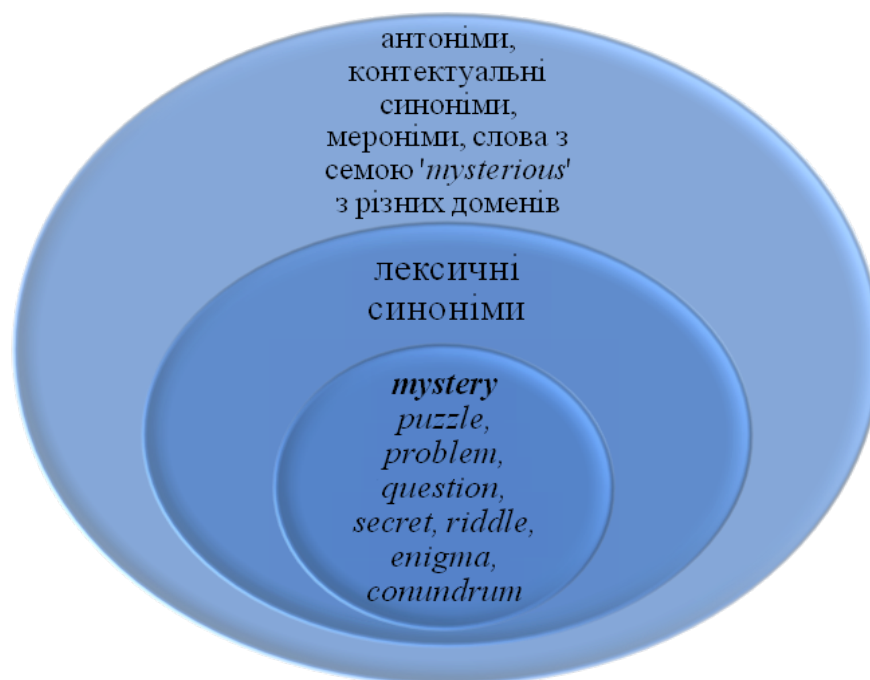 антоніми,
контектуальні
синоніми,
мероніми, слова з
семою 'mysterious'
з різних доменів
лексичні
синоніми
mystery
puzzle,
problem,
question,
secret, riddle,
enigma,
conundrum